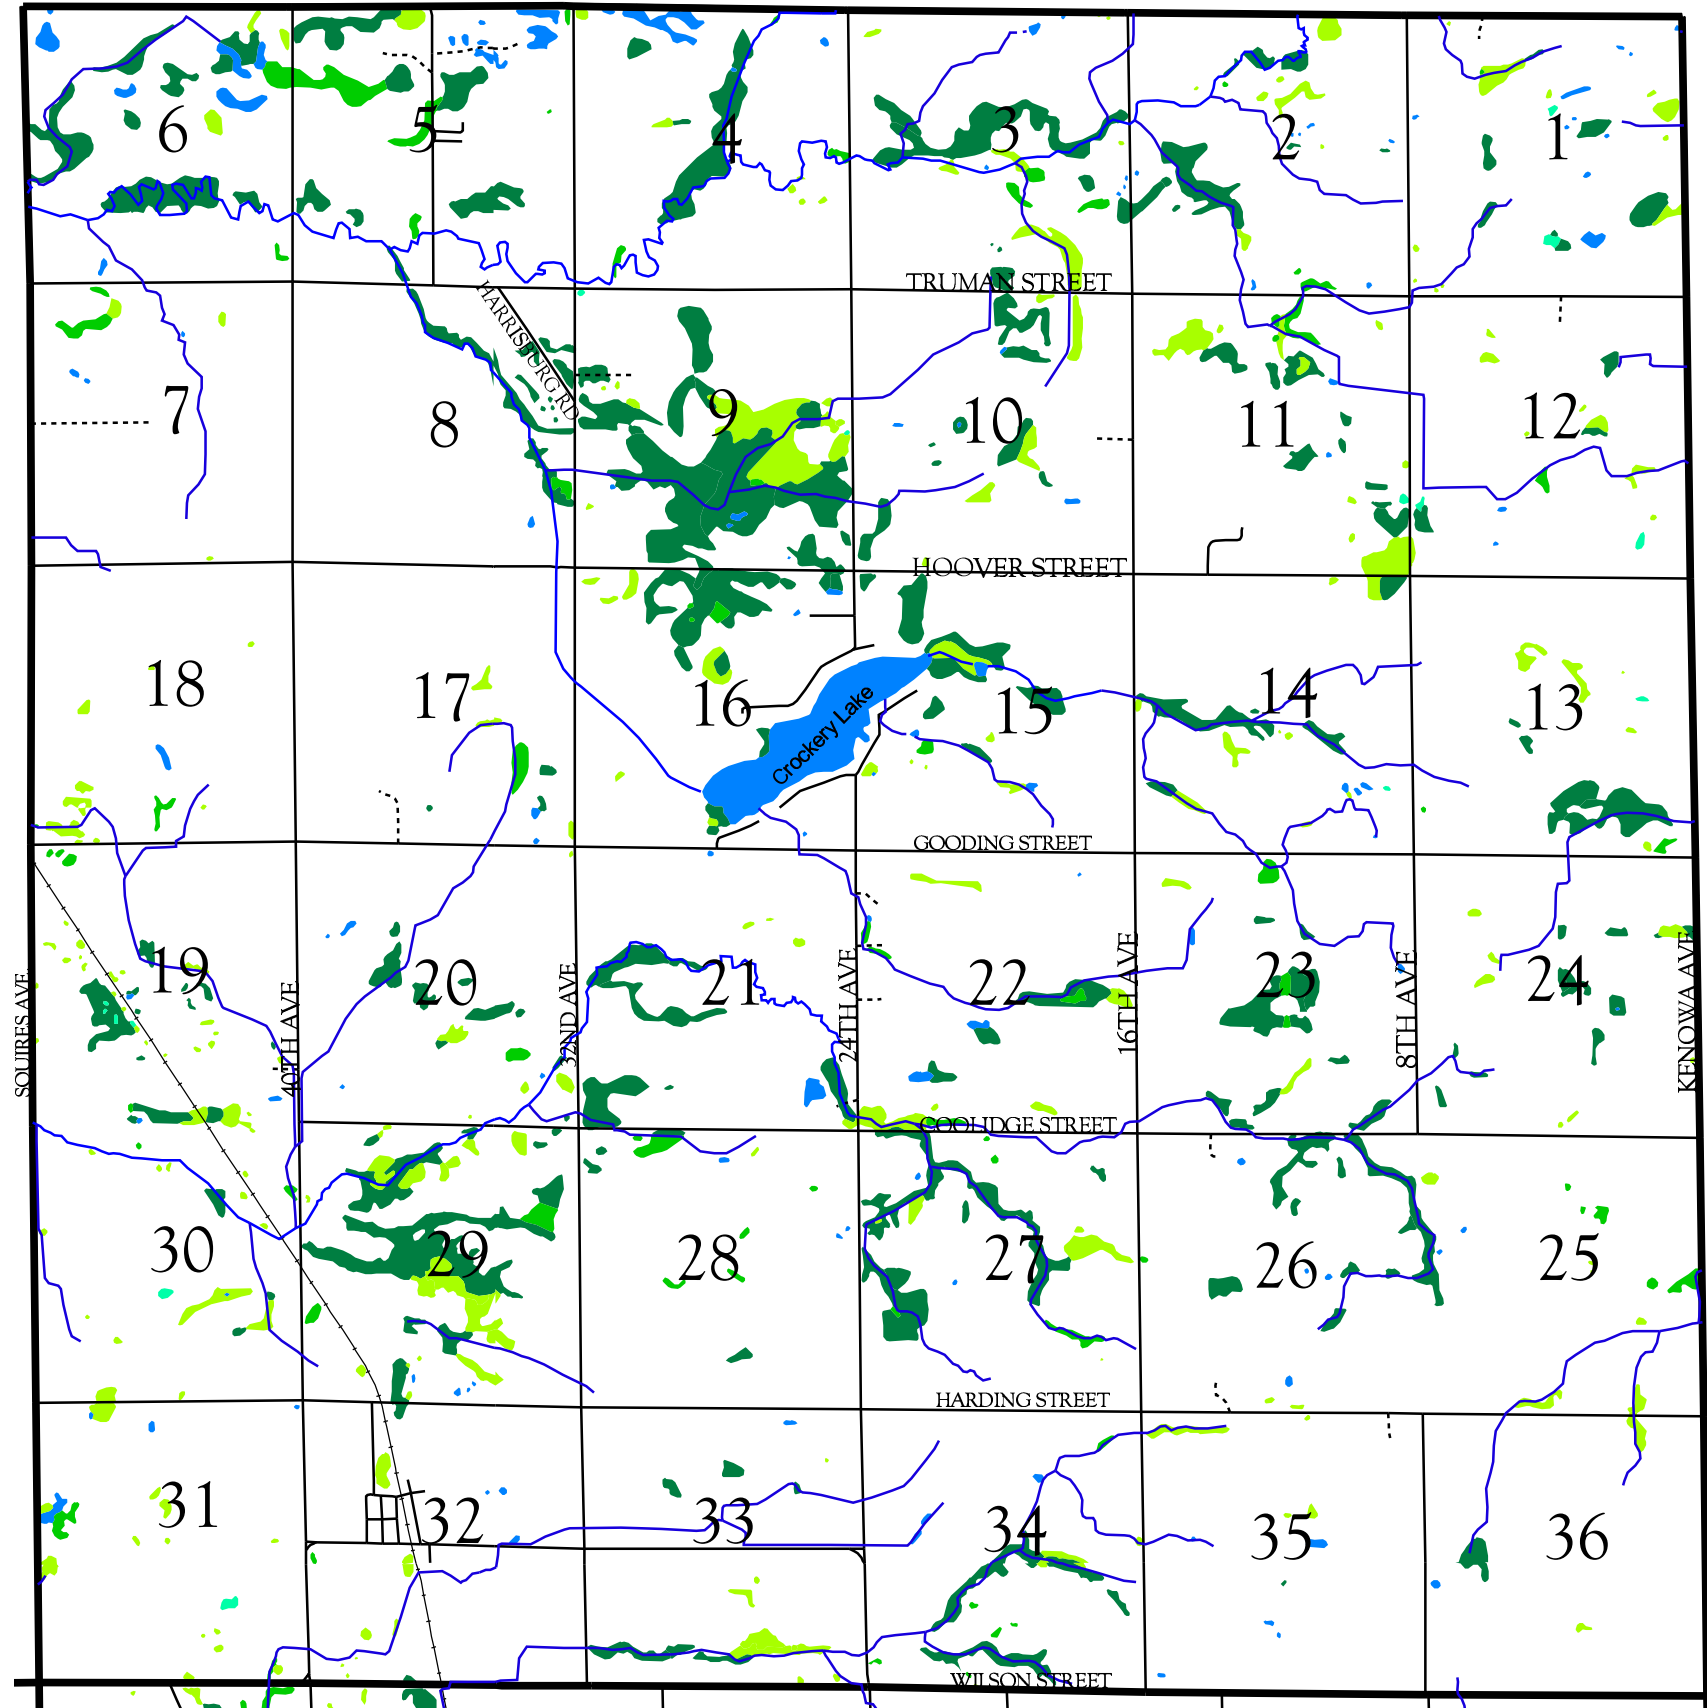 6
5
4
3
2
1
TRUMAN STREET
HARRISBURG RD
7
8
9
10
11
12
HOOVER STREET
18
17
16
Crockery Lake
15
14
13
GOODING STREET
19
20
21
22
23
24
SQUIRES AVE
40TH AVE
32ND AVE
24TH AVE
16TH AVE
8TH AVE
KENOWA AVE
COOLIDGE STREET
30
29
28
27
26
25
HARDING STREET
31
32
33
34
35
36
WILSON STREET